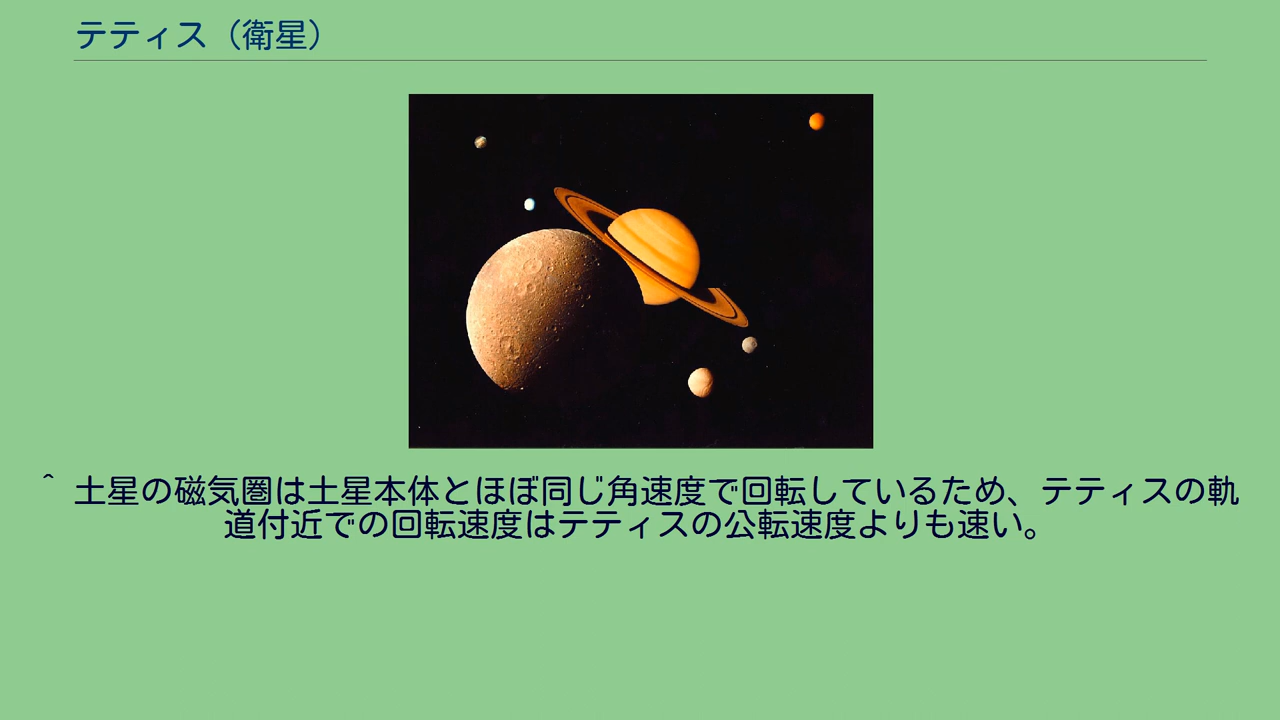 テティス（衛星）
^ 土星の磁気圏は土星本体とほぼ同じ角速度で回転しているため、テティスの軌
道付近での回転速度はテティスの公転速度よりも速い。